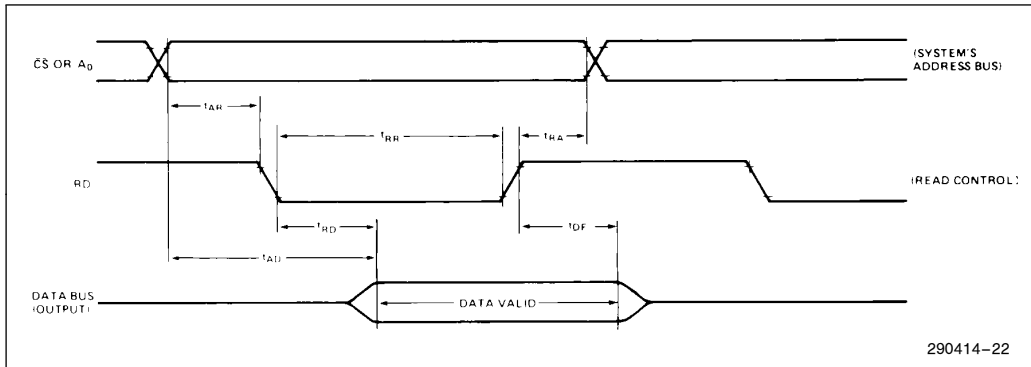 C̅S̅ OR A0
(SYSTEM'S
ADDRESS BUS)
tAR
tRR
tRA
RD
(READ CONTROL)
tRD
tDF
tAD
DATA BUS
(OUTPUT)
DATA VALID
290414–22